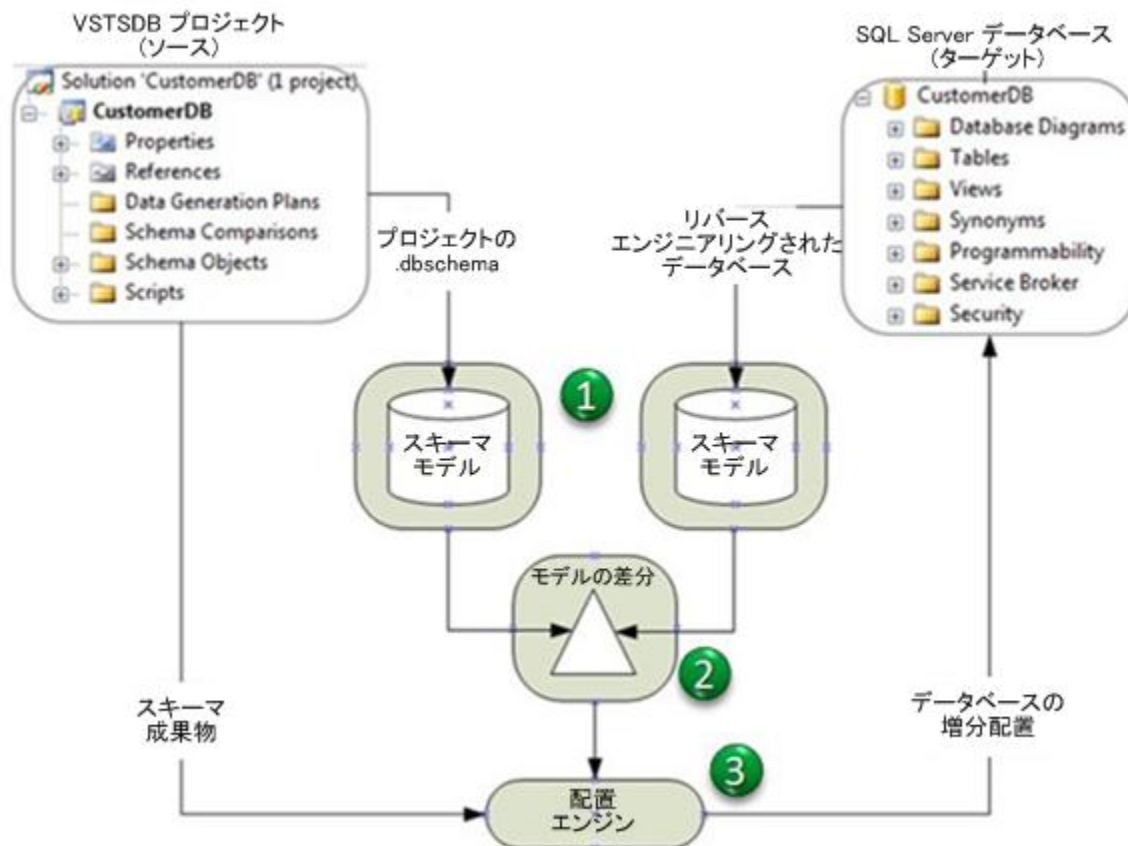 VSTSDB プロジェクト
(ソース)
Solution 'CustomerDB' (1 project)
CustomerDB
Properties
References
Data Generation Plans
Schema Comparisons
Schema Objects
Scripts
SQL Server データベース
(ターゲット)
CustomerDB
Database Diagrams
Tables
Views
Synonyms
Programmability
Service Broker
Security
プロジェクトの
.dbschema
リバース
エンジニアリングされた
データベース
1
スキーマ
モデル
スキーマ
モデル
モデルの差分
2
スキーマ
成果物
データベースの
増分配置
3
配置
エンジン